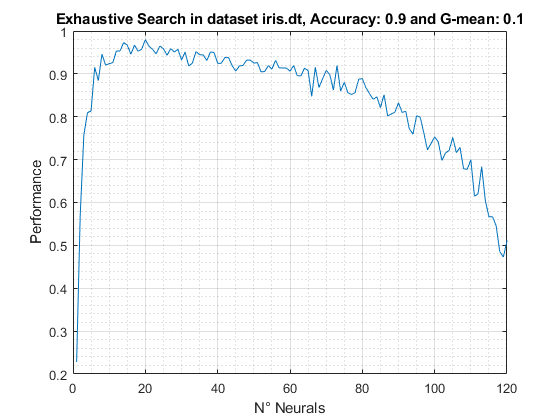 Exhaustive Search in dataset iris.dt, Accuracy: 0.9 and G-mean: 0.1
1
0.9
0.8
0.7
0.6
0.5
0.4
0.3
0.2
Performance
0 20 40 60 80 100 120
N° Neurals